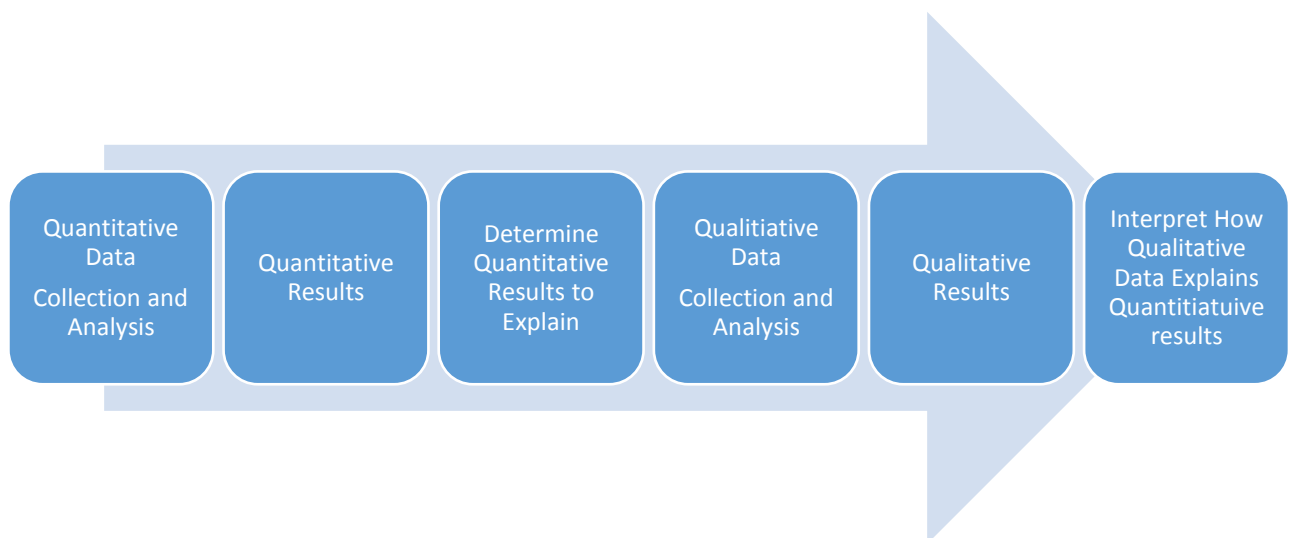 Quantitative
Data
Collection and
Analysis
Quantitative
Results
Determine
Quantitative
Results to
Explain
Qualitiative
Data
Collection and
Analysis
Qualitative
Results
Interpret How
Qualitative
Data Explains
Quantitiatuive
results